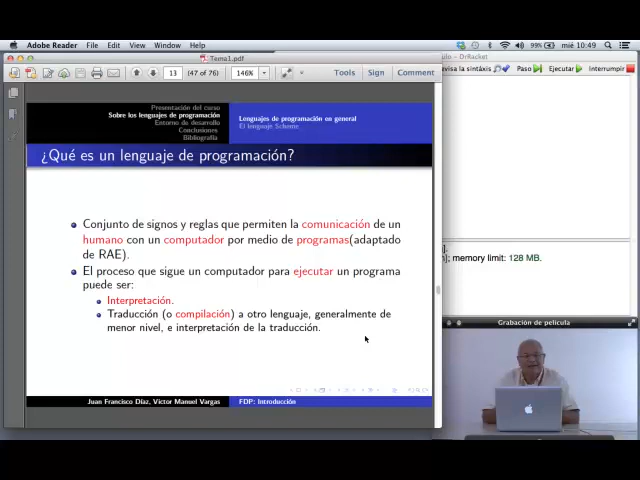 Adobe Reader File Edit View Window Help
99% mié 10:49
Tema1.pdf
- DrRacket
13 (47 of 76) 146% Tools Sign Comment
Paso Ejecutar Interrumpir
Presentación del curso
Sobre los lenguajes de programación
Entorno de desarrollo
Conclusiones
Bibliografía
Lenguajes de programación en general
El lenguaje Scheme
¿Qué es un lenguaje de programación?
Conjunto de signos y reglas que permiten la comunicación de un
humano con un computador por medio de programas(adaptado
de RAE).
El proceso que sigue un computador para ejecutar un programa
puede ser:
Interpretación.
Traducción (o compilación) a otro lenguaje, generalmente de
menor nivel, e interpretación de la traducción.
; memory limit: 128 MB.
Grabación de película
Juan Francisco Díaz, Victor Manuel Vargas FDP: Introducción